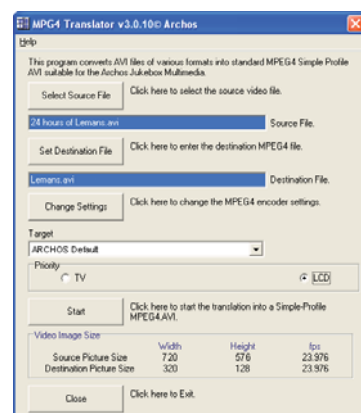 MPG4 Translator v3.0.10© Archos
Help
This program converts AVI files of various formats into standard MPEG4 Simple Profile
AVI suitable for the Archos Jukebox Multimedia.
Select Source File
Click here to select the source video file.
24 hours of Lemans.avi
Source File.
Set Destination File
Click here to enter the destination MPEG4 file.
Lemans.avi
Destination File.
Change Settings
Click here to change the MPEG4 encoder settings.
Target
ARCHOS Default
Priority
TV
LCD
Start
Click here to start the translation into a Simple-Profile
MPEG4.AVI.
Video Image Size
Width Height fps
Source Picture Size 720 576 23.976
Destination Picture Size 320 128 23.976
Close
Click here to Exit.